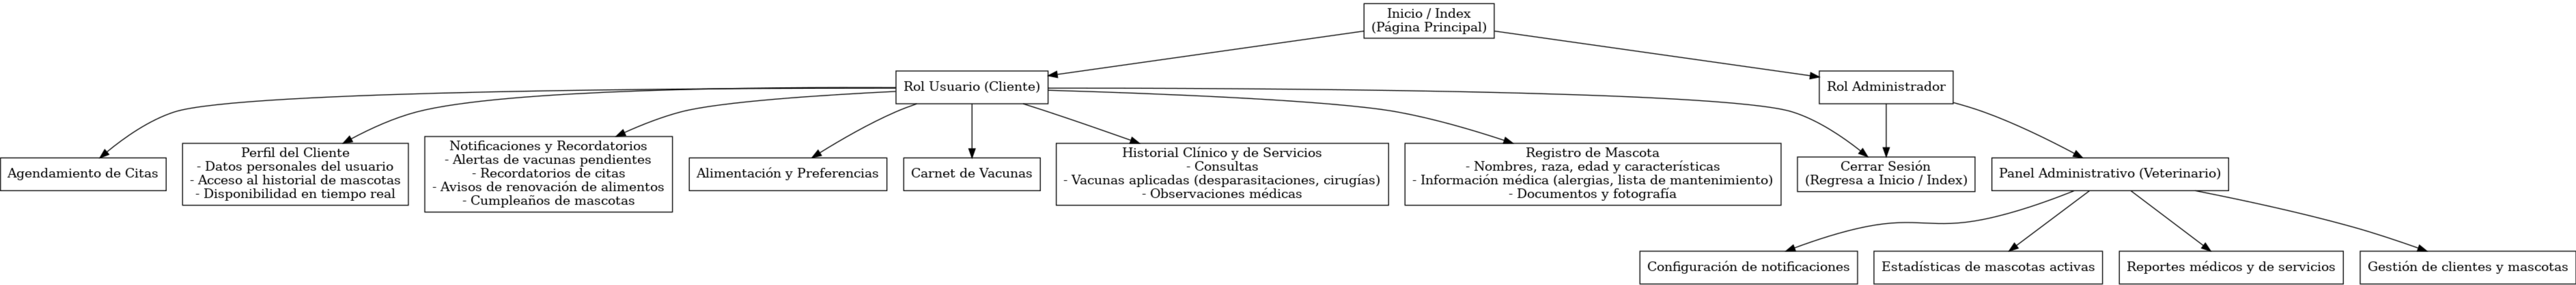 Inicio / Index
(Página Principal)
Rol Usuario (Cliente)
Rol Administrador
Agendamiento de Citas
Perfil del Cliente
- Datos personales del usuario
- Acceso al historial de mascotas
- Disponibilidad en tiempo real
Notificaciones y Recordatorios
- Alertas de vacunas pendientes
- Recordatorios de citas
- Avisos de renovación de alimentos
- Cumpleaños de mascotas
Alimentación y Preferencias
Carnet de Vacunas
Historial Clínico y de Servicios
- Consultas
- Vacunas aplicadas (desparasitaciones, cirugías)
- Observaciones médicas
Registro de Mascota
- Nombres, raza, edad y características
- Información médica (alergias, lista de mantenimiento)
- Documentos y fotografía
Cerrar Sesión
(Regresa a Inicio / Index)
Panel Administrativo (Veterinario)
Configuración de notificaciones
Estadísticas de mascotas activas
Reportes médicos y de servicios
Gestión de clientes y mascotas